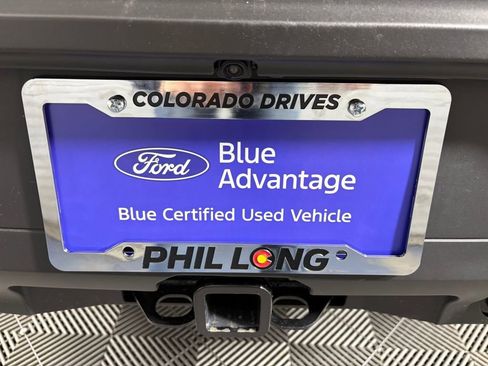 COLORADO DRIVES
Ford
Blue
Advantage
Blue Certified Used Vehicle
PHIL LONG